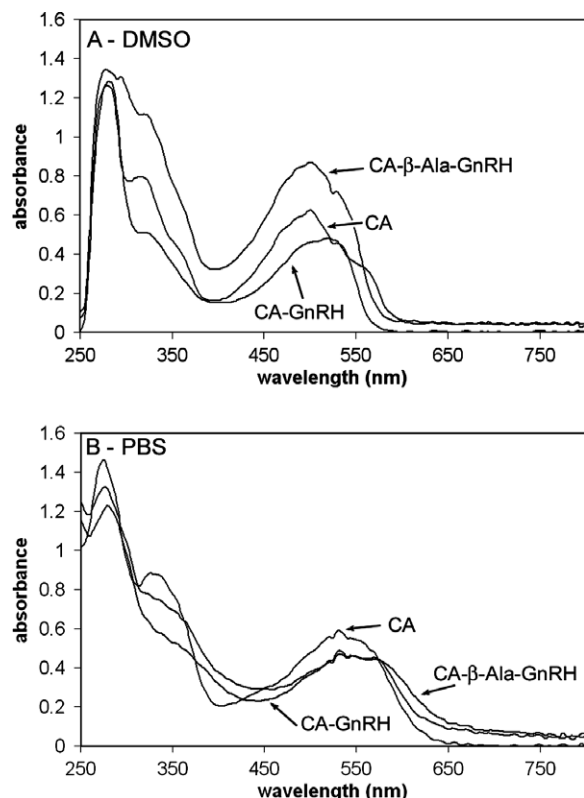 A - DMSO
1.6
1.4
1.2
1
0.8
0.6
0.4
0.2
0
absorbance
CA-β-Ala-GnRH
CA
CA-GnRH
250 350 450 550 650 750
wavelength (nm)
B - PBS
1.6
1.4
1.2
1
0.8
0.6
0.4
0.2
0
absorbance
CA
CA-β-Ala-GnRH
CA-GnRH
250 350 450 550 650 750
wavelength (nm)